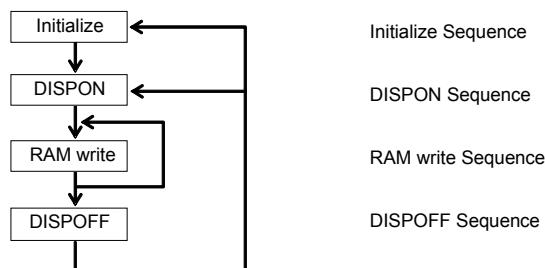 Initialize
Initialize Sequence
DISPON
DISPON Sequence
RAM write
RAM write Sequence
DISPOFF
DISPOFF Sequence